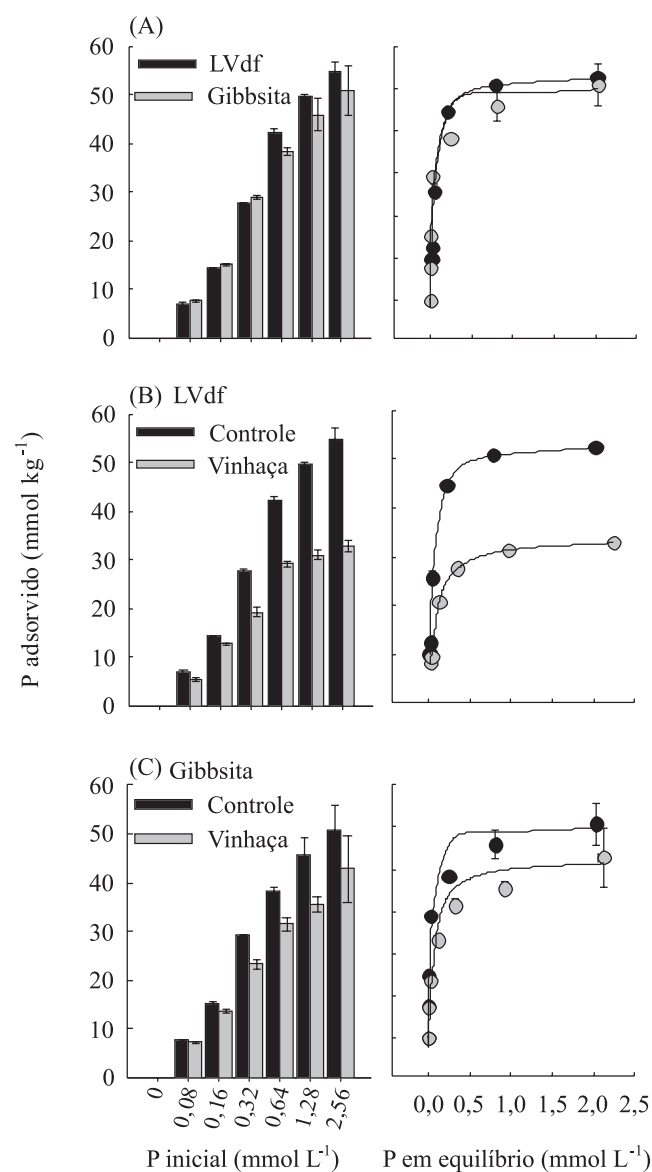 (A)
60
50
40
30
20
10
0
LVdf
Gibbsita
(B) LVdf
60
50
40
30
20
10
0
Controle
Vinhaça
P adsorvido (mmol kg⁻¹)
(C) Gibbsita
60
50
40
30
20
10
0
Controle
Vinhaça
0 0,08 0,16 0,32 0,64 1,28 2,56
0,0 0,5 1,0 1,5 2,0 2,5
P inicial (mmol L⁻¹)
P em equilíbrio (mmol L⁻¹)